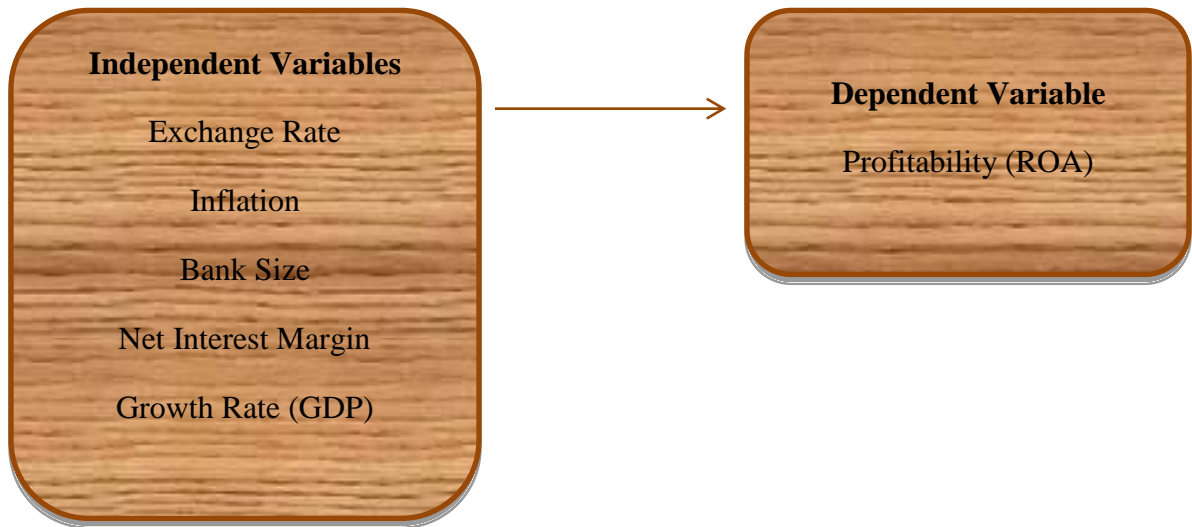 Independent Variables
Exchange Rate
Inflation
Bank Size
Net Interest Margin
Growth Rate (GDP)
Dependent Variable
Profitability (ROA)